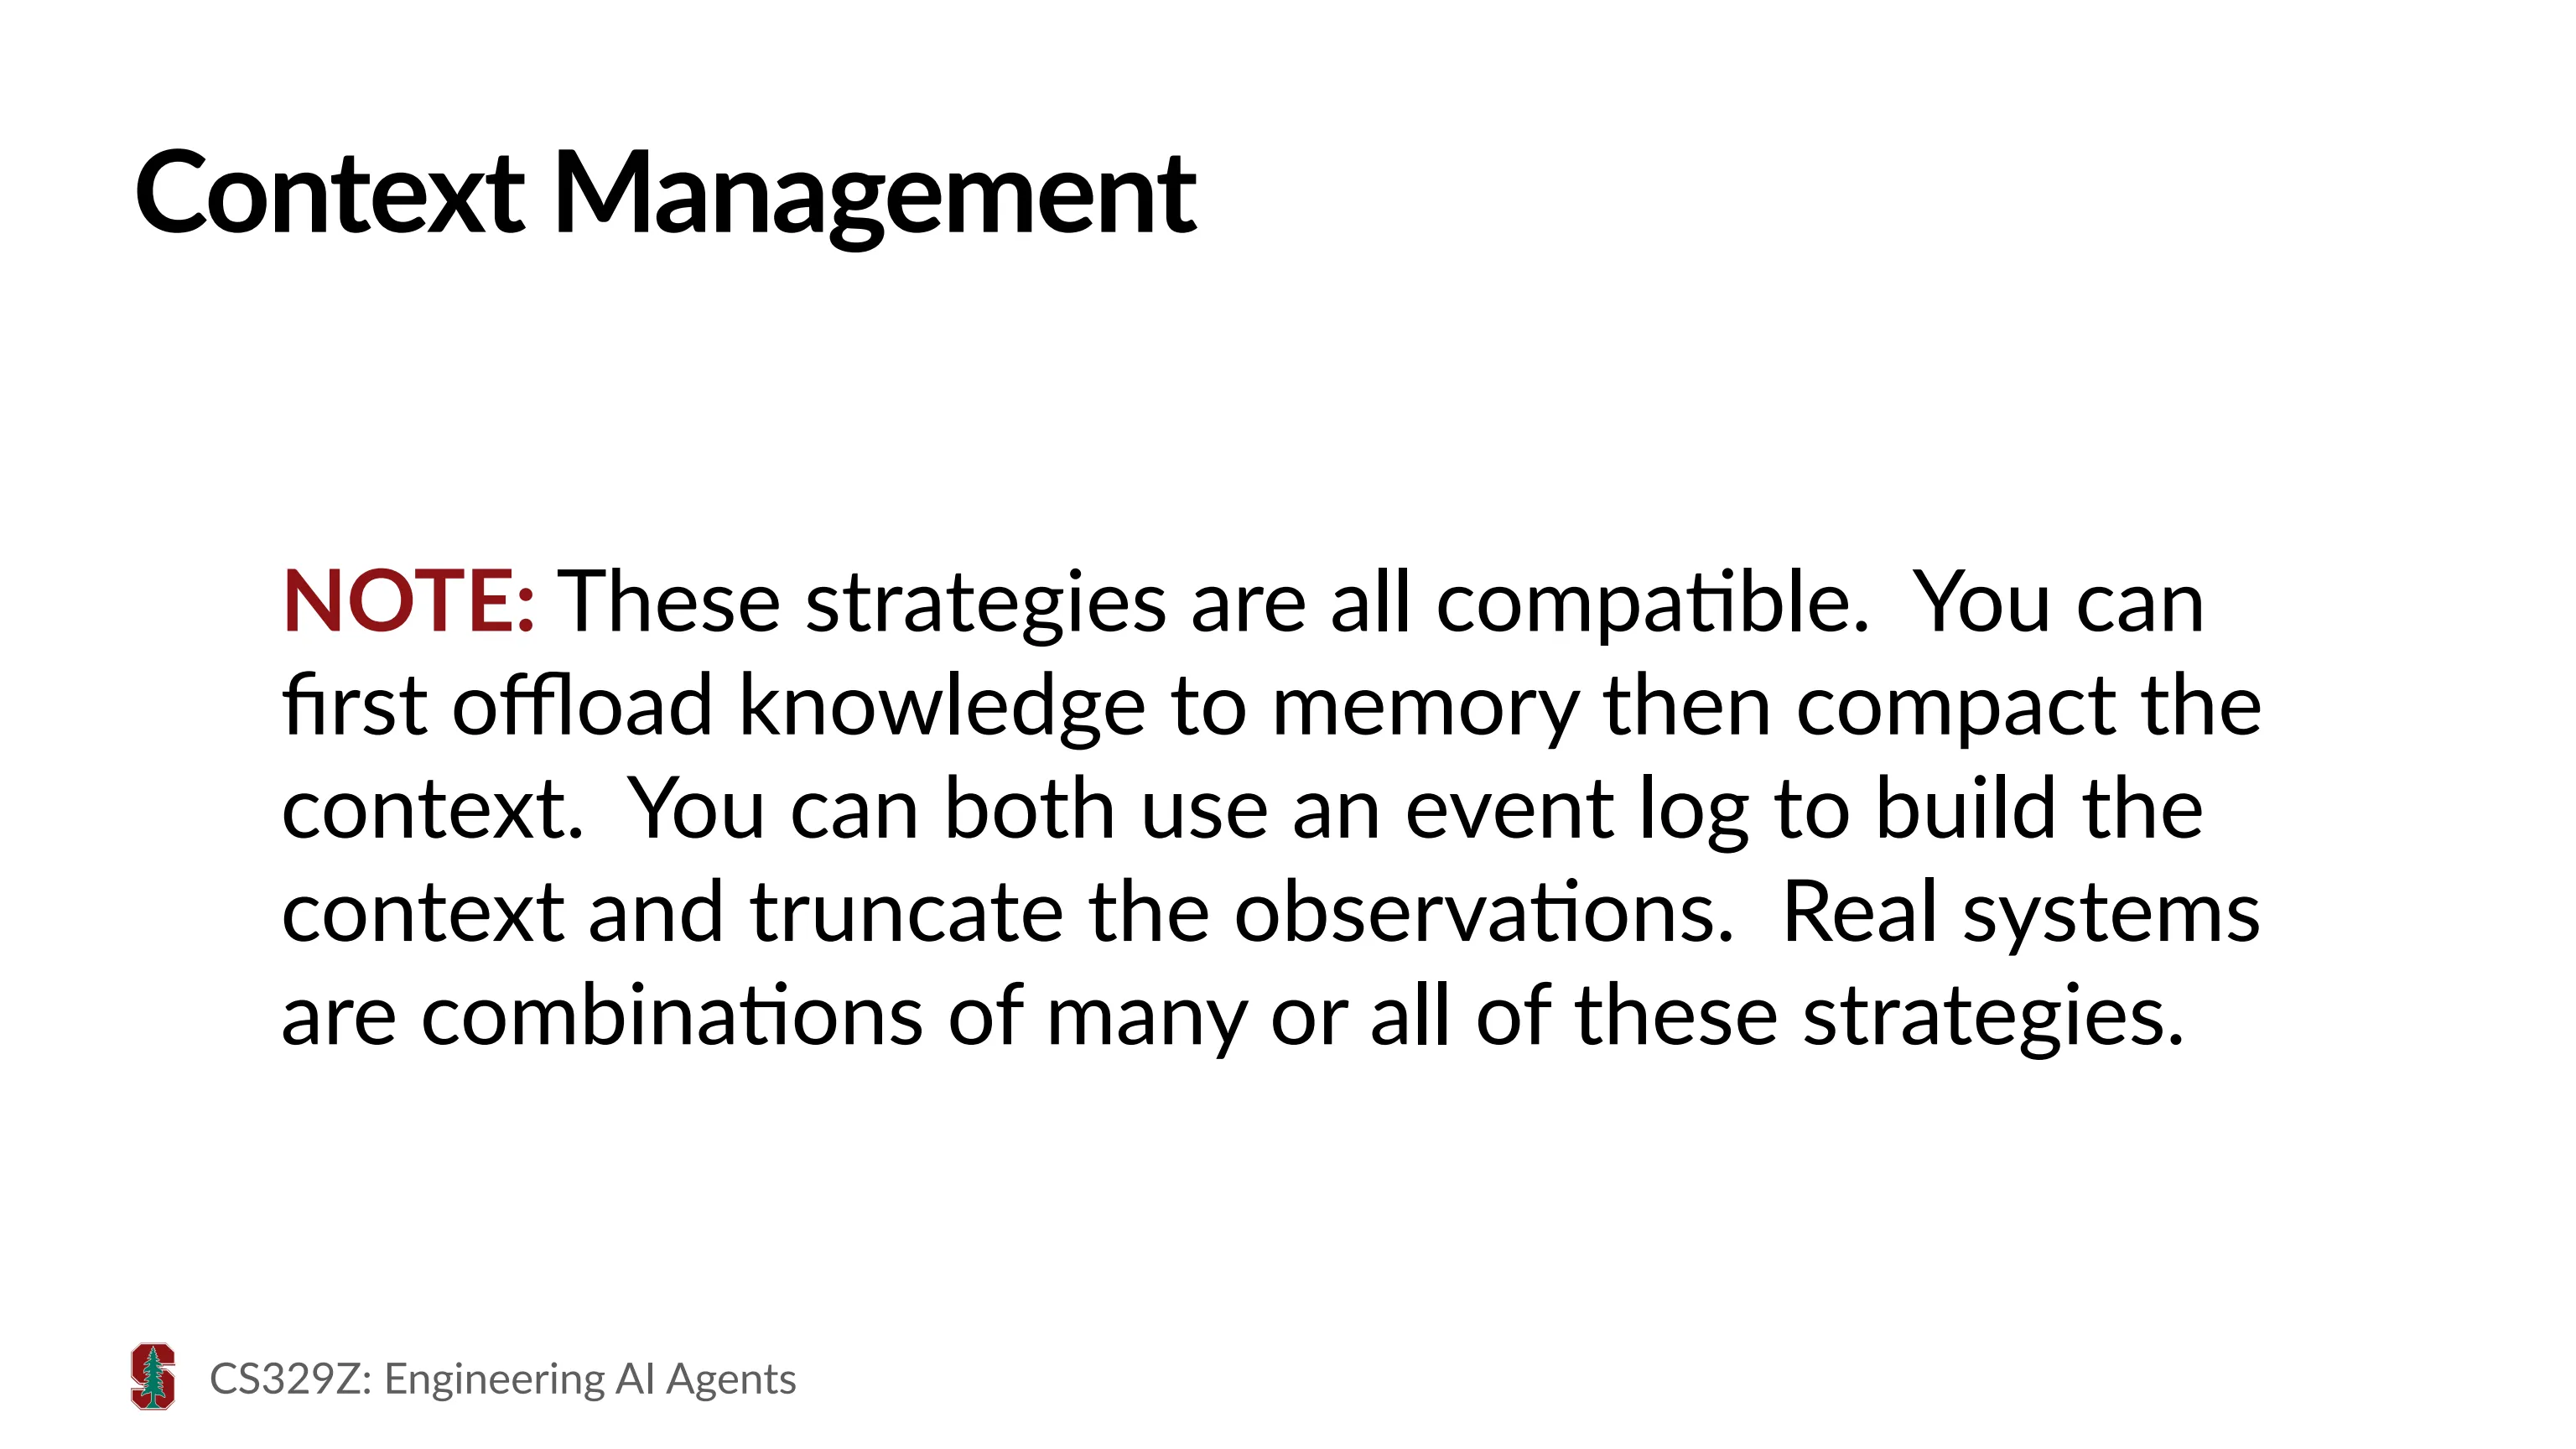 Context Management
NOTE: These strategies are all compatible.  You can
first offload knowledge to memory then compact the
context.  You can both use an event log to build the
context and truncate the observations.  Real systems
are combinations of many or all of these strategies.
CS329Z: Engineering AI Agents